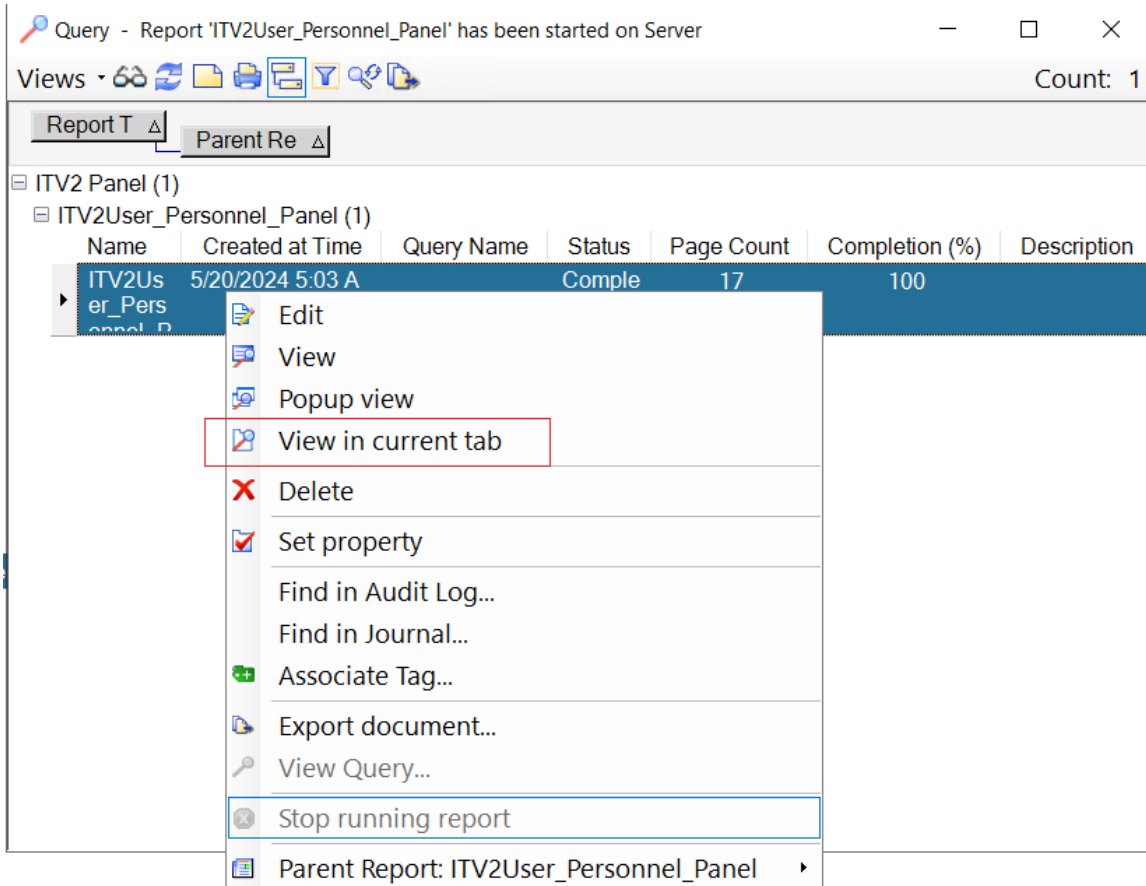 Query - Report 'ITV2User_Personnel_Panel' has been started on Server
Views Count: 1
Report T
Parent Re
ITV2 Panel (1)
ITV2User_Personnel_Panel (1)
Name Created at Time Query Name Status Page Count Completion (%) Description
ITV2Us 5/20/2024 5:03 A Comple 17 100
er_Pers
onnel_P
Edit
View
Popup view
View in current tab
Delete
Set property
Find in Audit Log...
Find in Journal...
Associate Tag...
Export document...
View Query...
Stop running report
Parent Report: ITV2User_Personnel_Panel